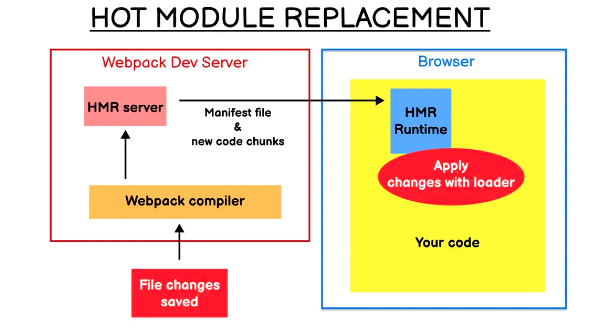 HOT MODULE REPLACEMENT
Webpack Dev Server
HMR server
Manifest file
&
new code chunks
Webpack compiler
File changes
saved
Browser
HMR
Runtime
Apply
changes with loader
Your code